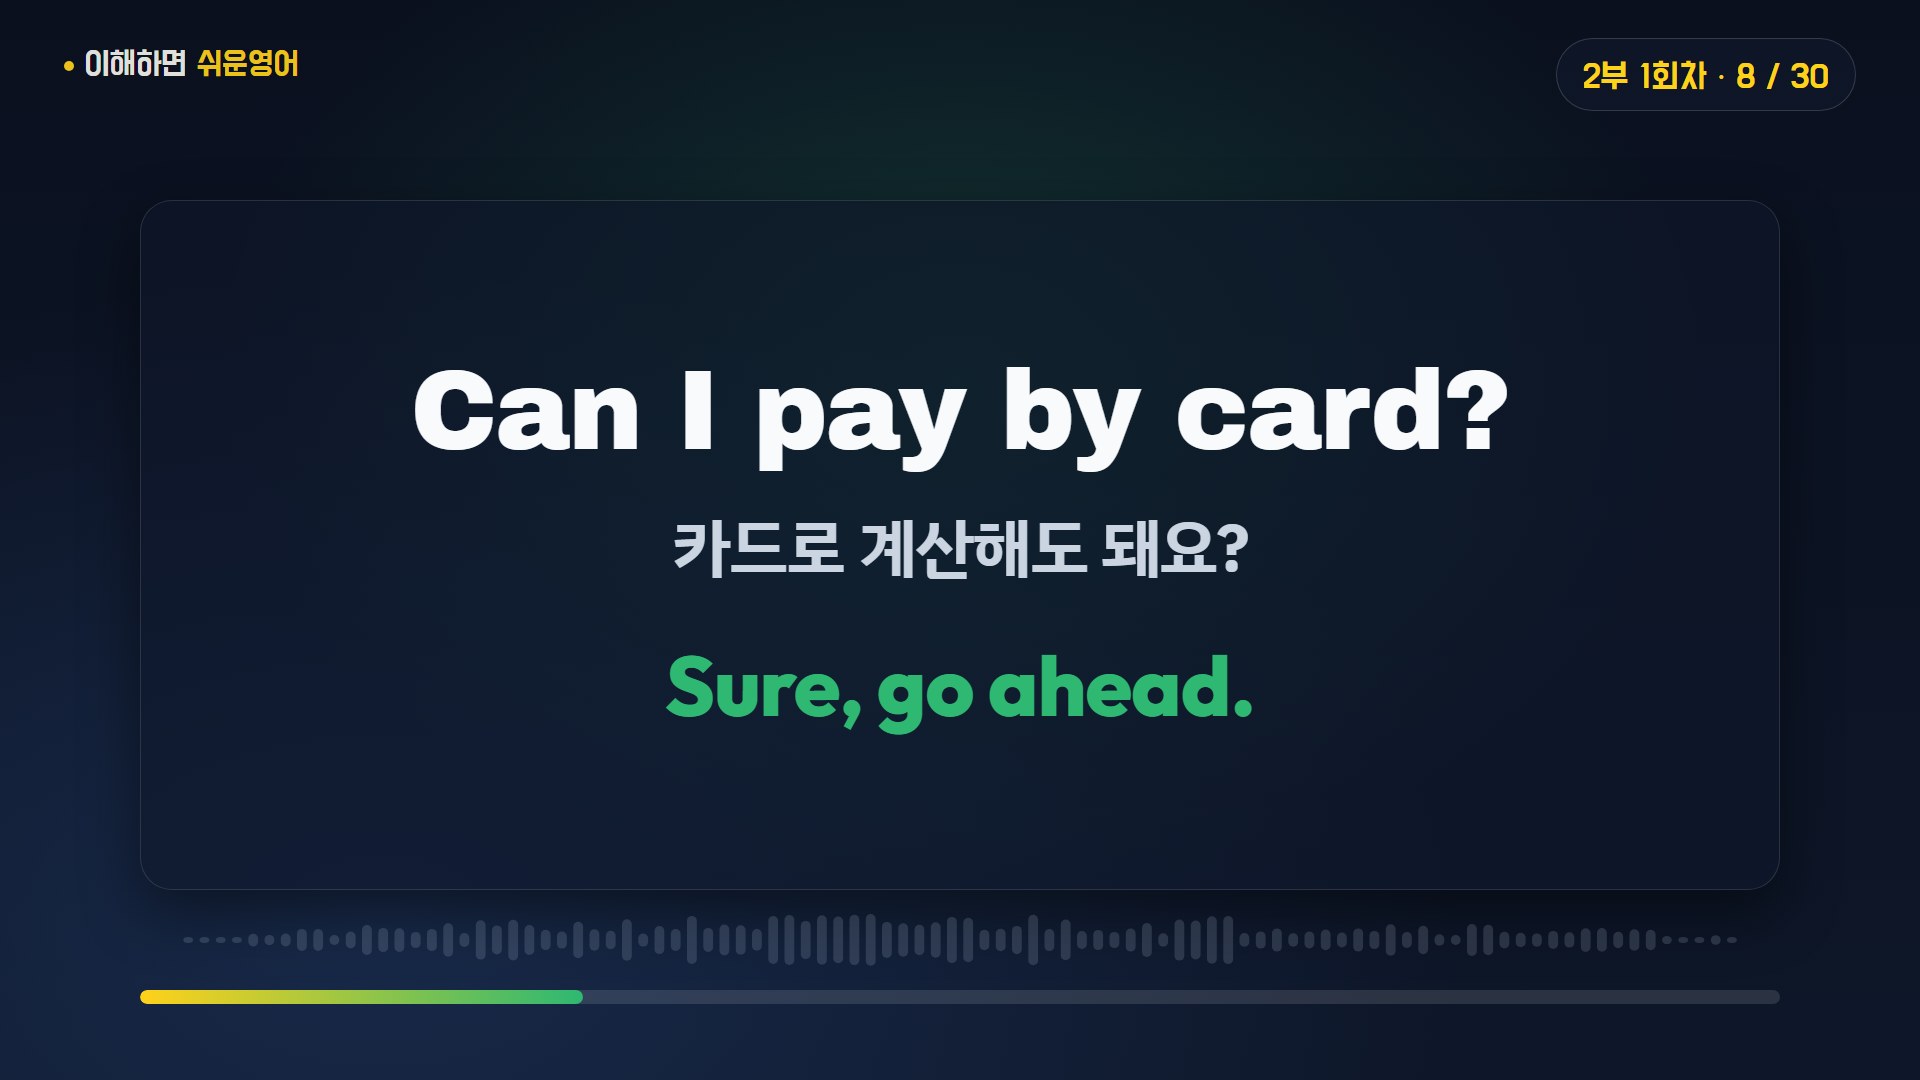 이해하면 쉬운영어
2부 1회차 · 8 / 30
Can I pay by card?
카드로 계산해도 돼요?
Sure, go ahead.